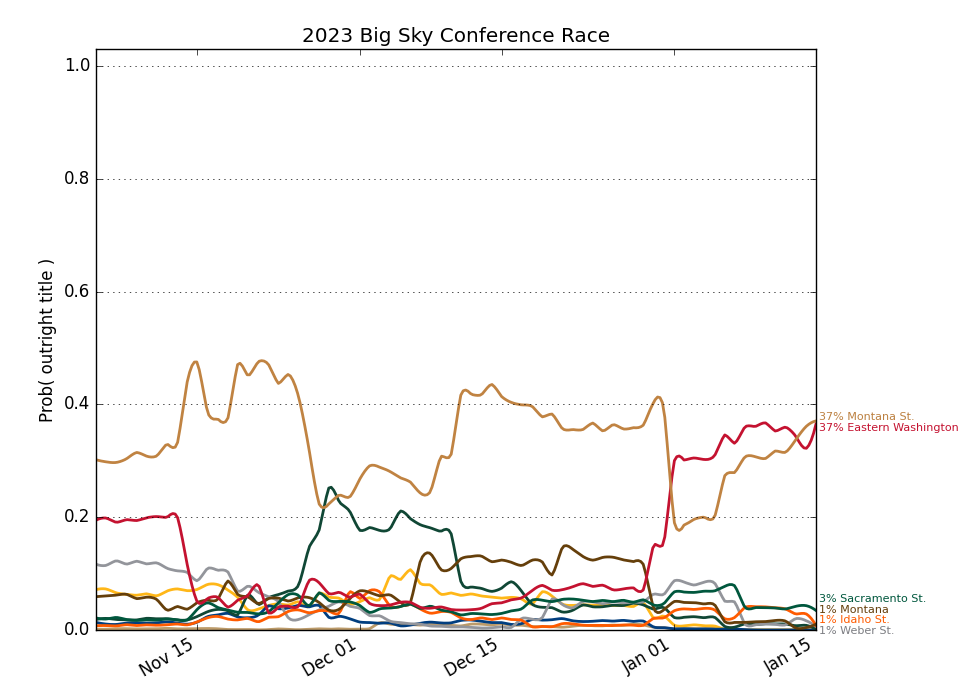 2023 Big Sky Conference Race
Prob( outright title )
1.0
0.8
0.6
0.4
0.2
0.0
Nov 15
Dec 01
Dec 15
Jan 01
Jan 15
37% Montana St.
37% Eastern Washington
3% Sacramento St.
1% Montana
1% Idaho St.
1% Weber St.